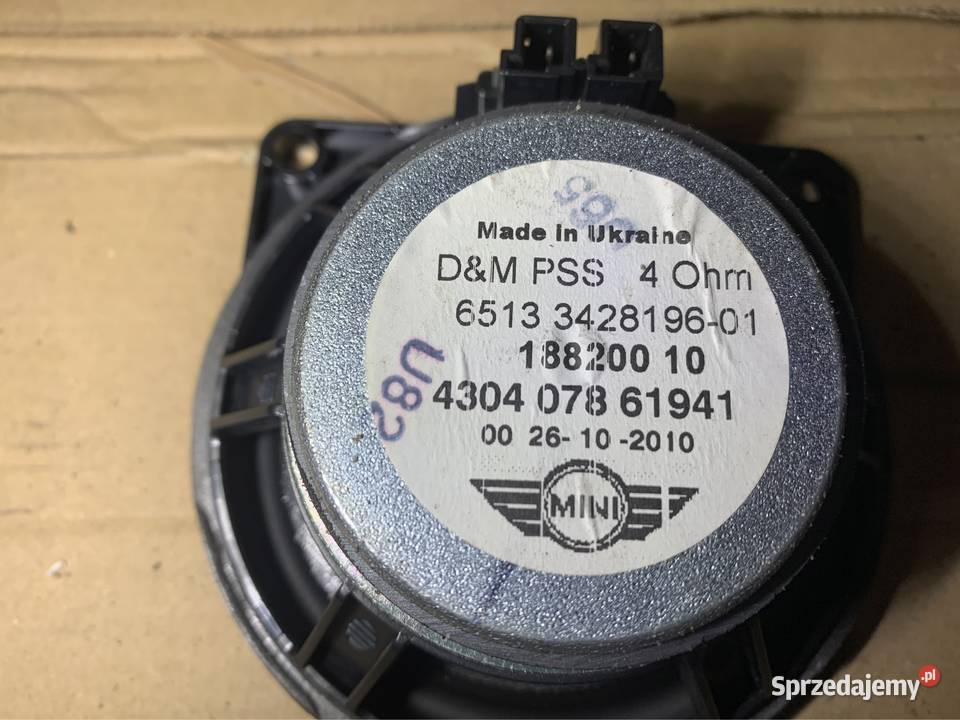 965
Made in Ukraine
D&M PSS 4 Ohm
6513 3428196-01
U82
188200 10
4304 078 61941
00 26-10-2010
MINI
Sprzedajemy.pl